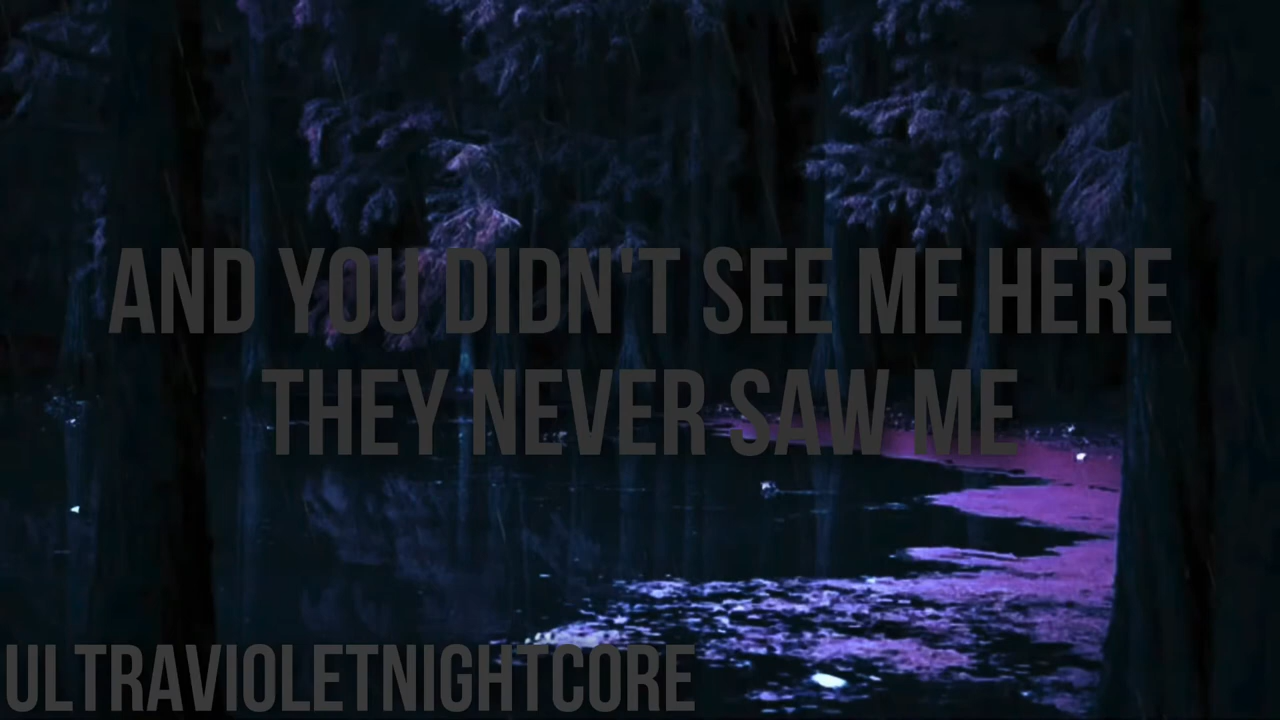 AND YOU DIDN'T SEE ME HERE
THEY NEVER SAW ME
ULTRAVIOLETNIGHTCORE